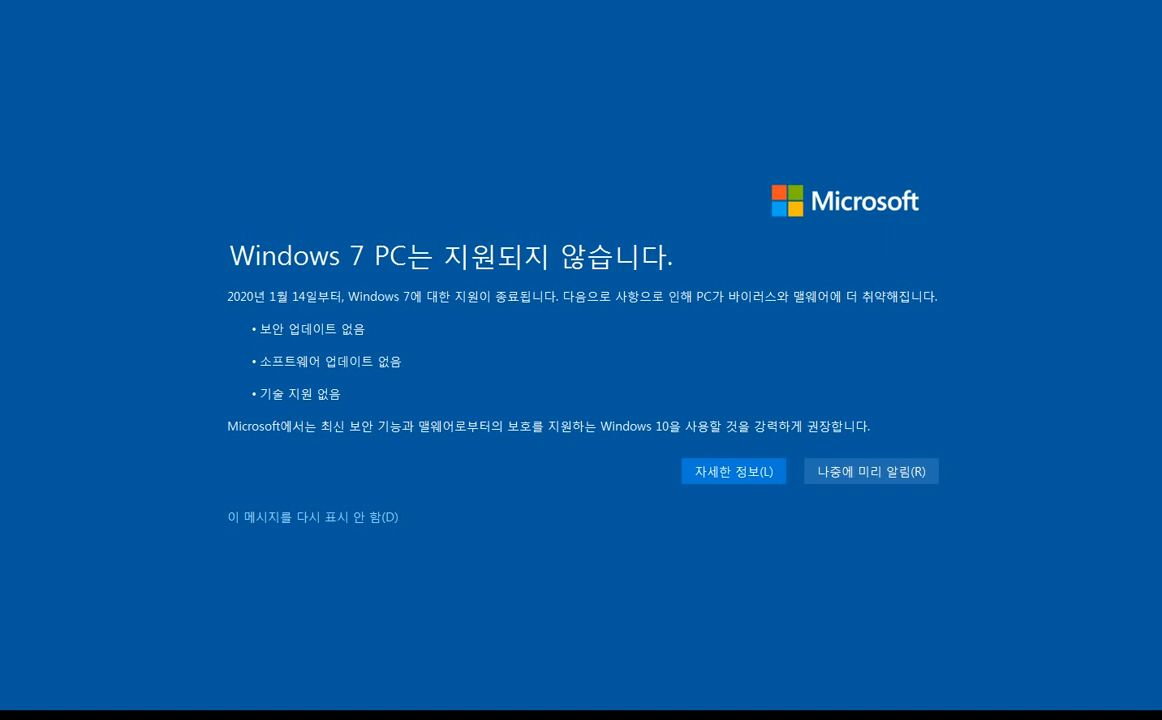 Microsoft
Windows 7 PC는 지원되지 않습니다.
2020년 1월 14일부터, Windows 7에 대한 지원이 종료됩니다. 다음으로 사항으로 인해 PC가 바이러스와 맬웨어에 더 취약해집니다.
• 보안 업데이트 없음
• 소프트웨어 업데이트 없음
• 기술 지원 없음
Microsoft에서는 최신 보안 기능과 맬웨어로부터의 보호를 지원하는 Windows 10을 사용할 것을 강력하게 권장합니다.
자세한 정보(L) 나중에 미리 알림(R)
이 메시지를 다시 표시 안 함(D)